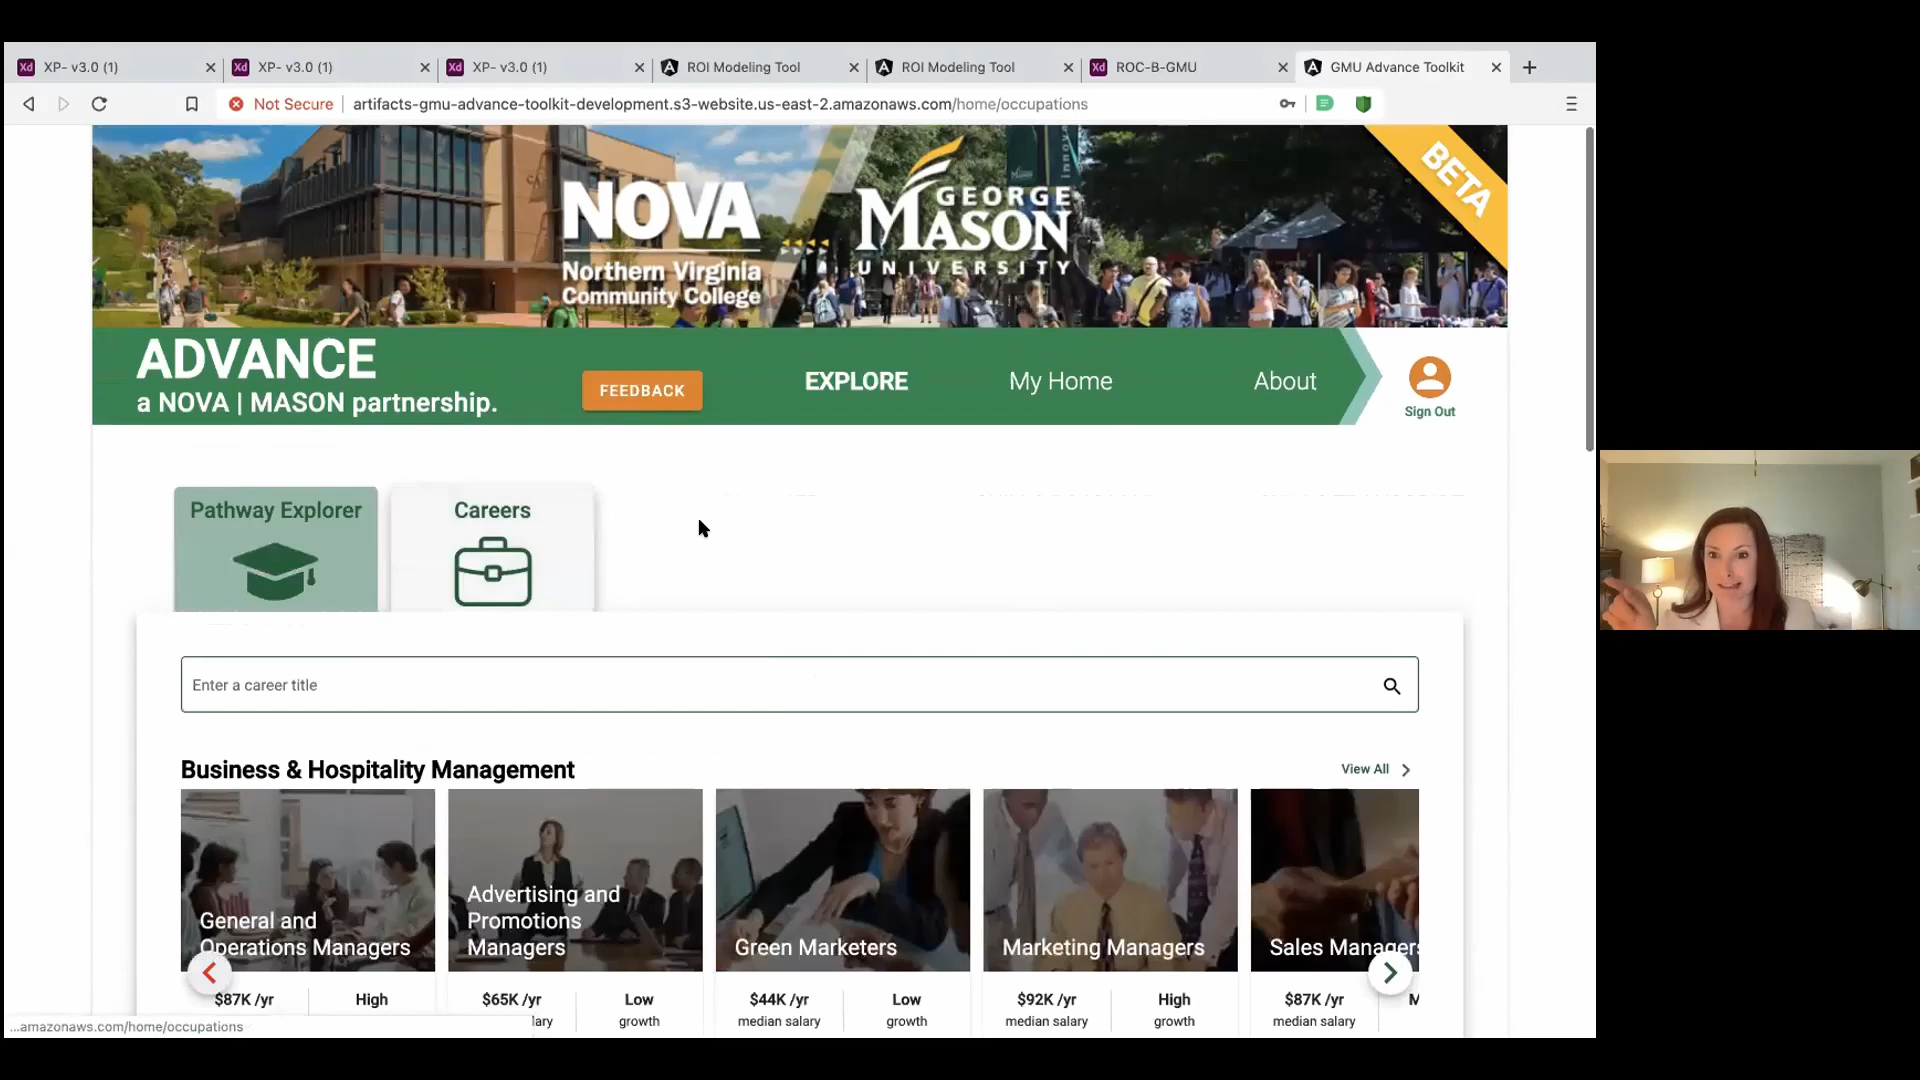 XP- v3.0 (1)
XP- v3.0 (1)
XP- v3.0 (1)
ROI Modeling Tool
ROI Modeling Tool
ROC-B-GMU
GMU Advance Toolkit
Not Secure
artifacts-gmu-advance-toolkit-development.s3-website.us-east-2.amazonaws.com/home/occupations
NOVA
Northern Virginia
Community College
GEORGE
MASON
UNIVERSITY
BETA
ADVANCE
a NOVA | MASON partnership.
FEEDBACK
EXPLORE
My Home
About
Sign Out
Pathway Explorer
Careers
Enter a career title
Business & Hospitality Management
View All
General and
Operations Managers
Advertising and
Promotions
Managers
Green Marketers
Marketing Managers
Sales Managers
$87K /yr
High
$65K /yr
Low
$44K /yr
Low
$92K /yr
High
$87K /yr
M
lary
growth
median salary
growth
median salary
growth
median salary
...amazonaws.com/home/occupations